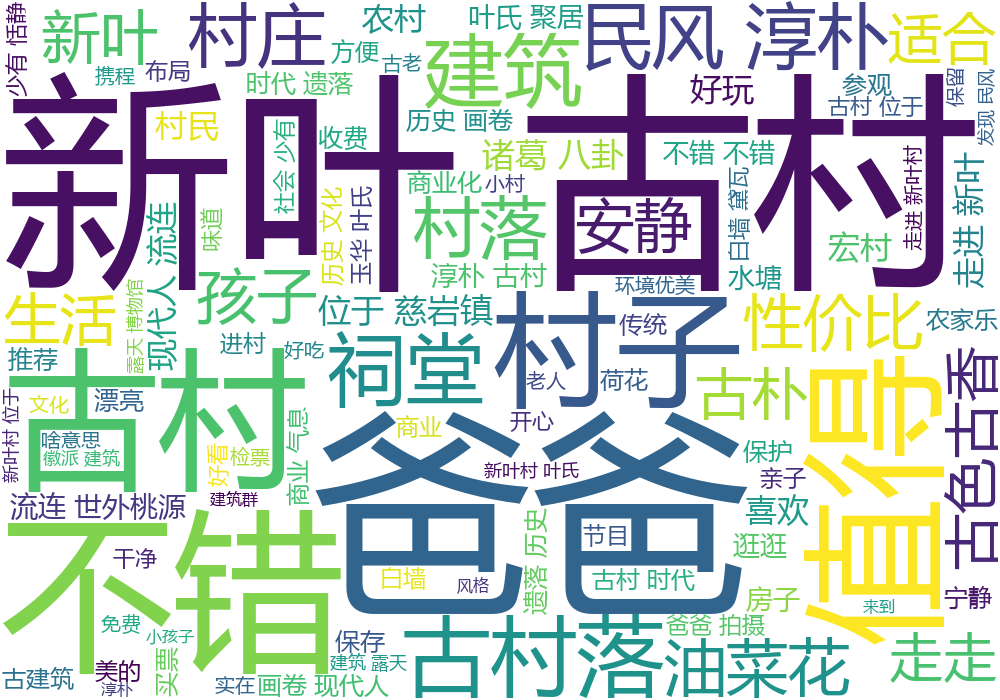 少有 恬静
新叶
村庄
方便
农村
叶氏 聚居
民风 淳朴
适合
携程
布局
古老
建筑
时代 遗落
好玩
参观
保留
发现 民风
古村 位于
新叶古村
村民
社会 少有
收费
历史 画卷
诸葛 八卦
不错 不错
商业化
小村
走进 新叶村
走进 新叶
现代人 流连
味道
历史 文化
玉华 叶氏
村落
安静
白墙 黛瓦
宏村
淳朴 古村
环境优美
水塘
生活
露天 博物馆
孩子
位于 慈岩镇
村子
传统
性价比
农家乐
推荐
进村
好吃
祠堂
老人
荷花
古朴
值得
古色古香
古村
新叶村 位于
文化
漂亮
啥意思
徽派 建筑
好看
检票
商业 气息
爸爸
商业
开心
新叶村 叶氏
保护
亲子
喜欢
流连 世外桃源
建筑群
不错
干净
白墙
风格
遗落 历史
节目
古村 时代
逛逛
房子
来到
宁静
免费
小孩子
买票
保存
建筑 露天
古村落
爸爸 拍摄
油菜花
走走
古建筑
美的
淳朴
实在
画卷 现代人